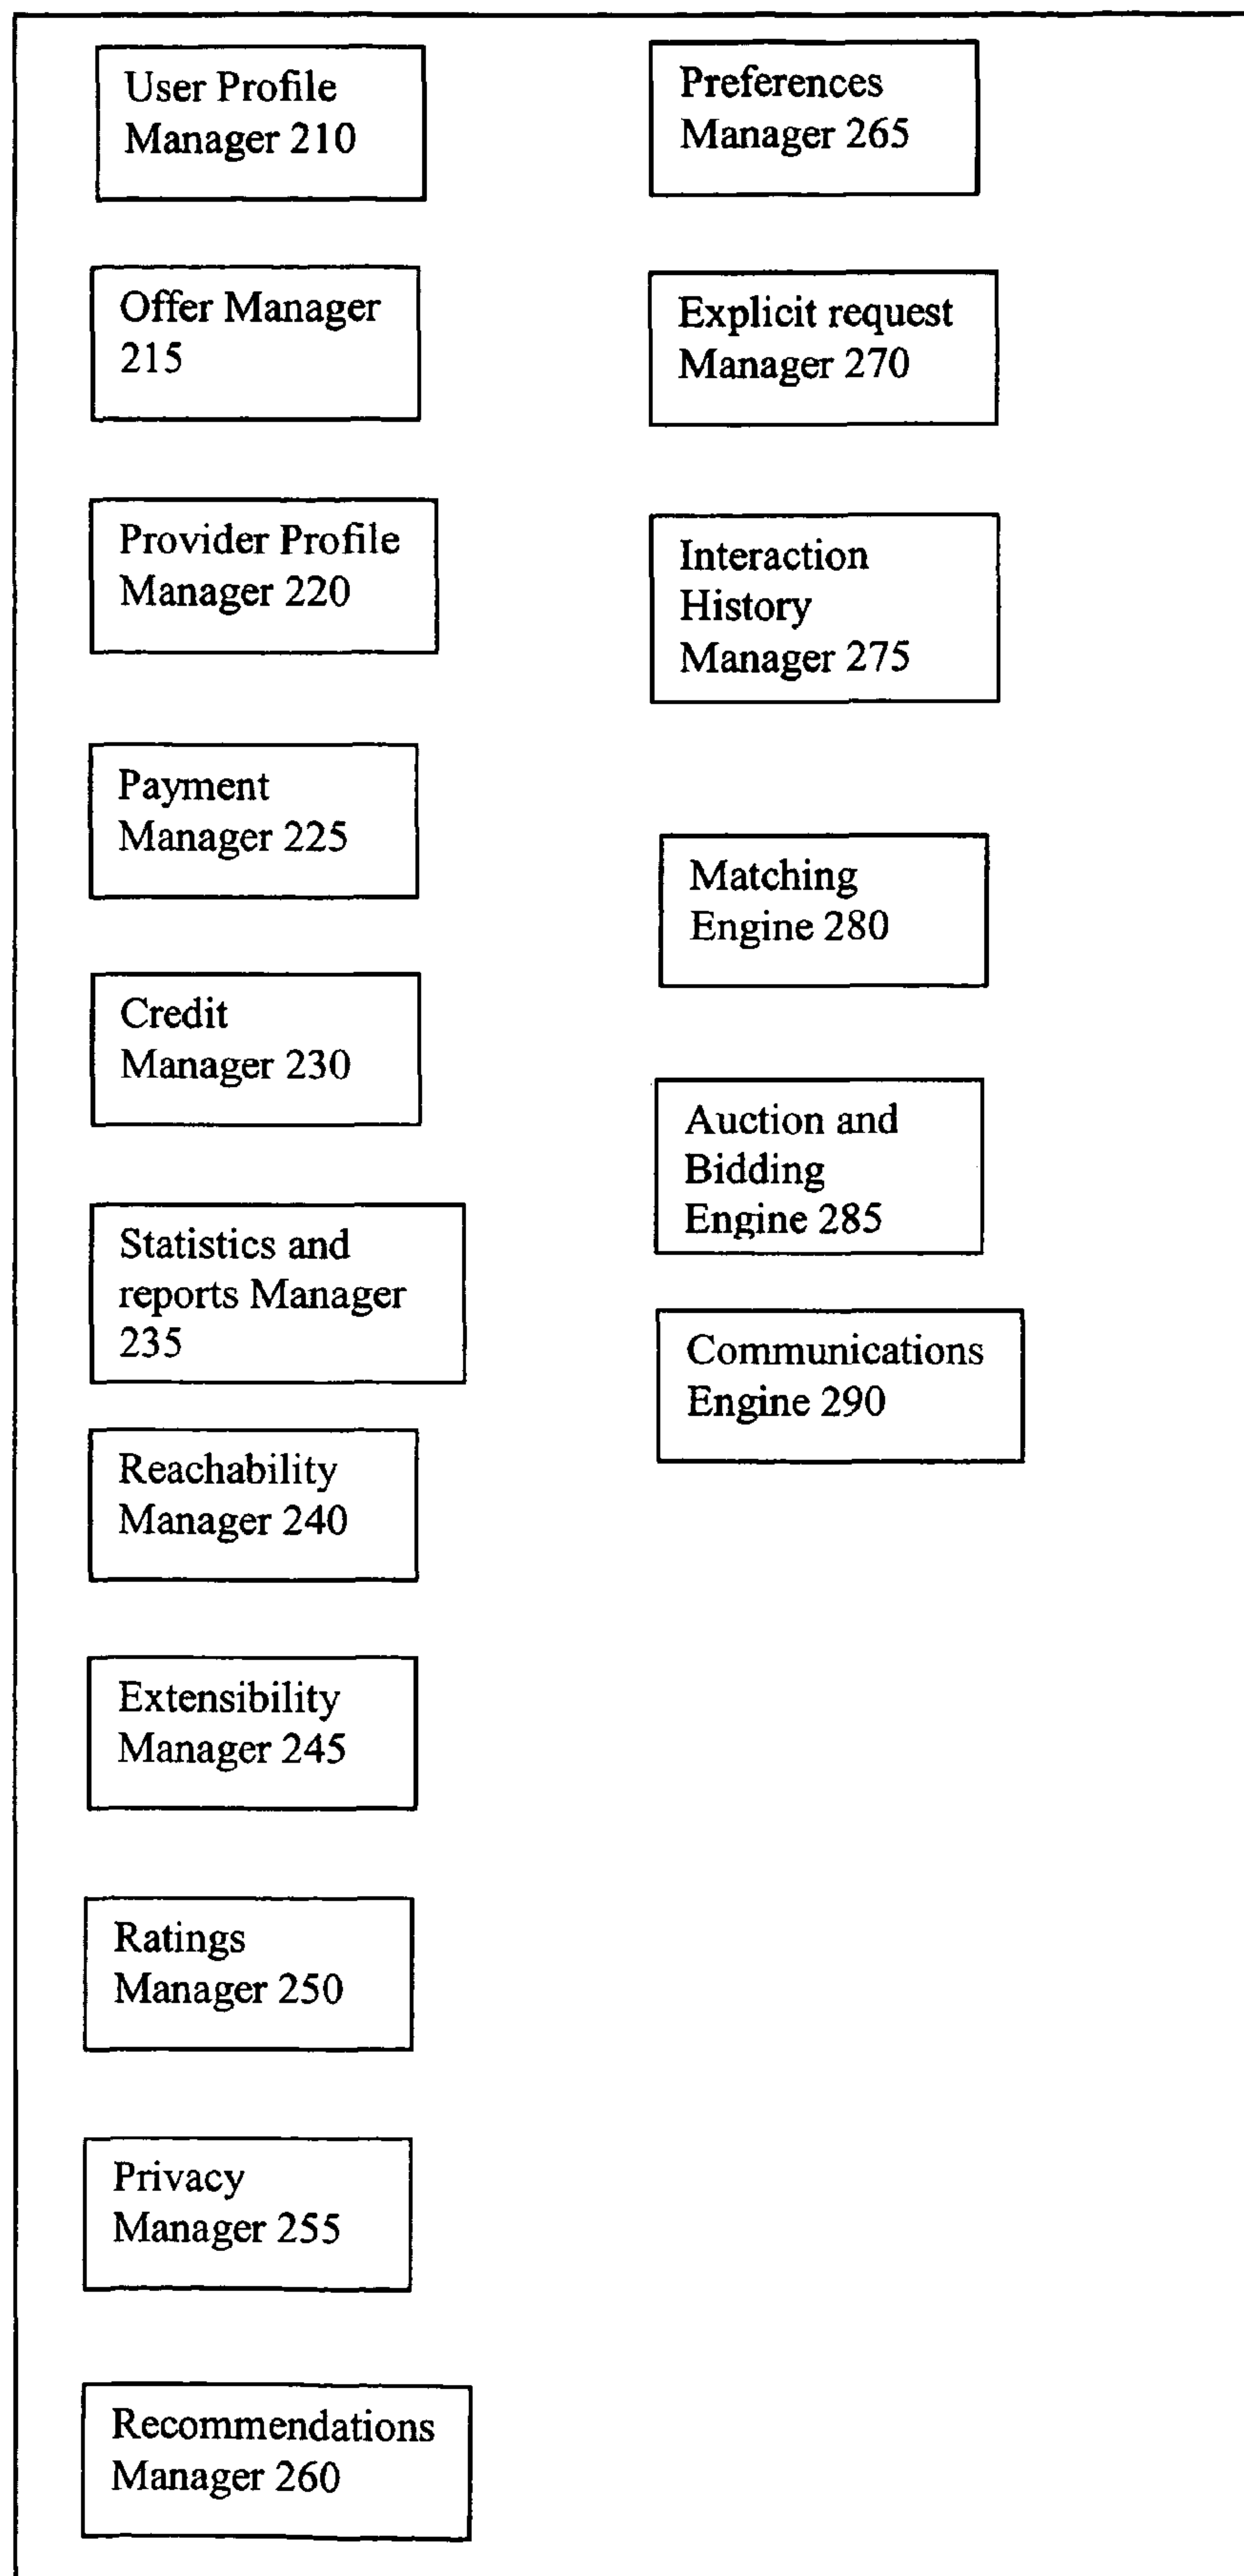 User Profile
Manager 210
Offer Manager
215
Provider Profile
Manager 220
Payment
Manager 225
Credit
Manager 230
Statistics and
reports Manager
235
Reachability
Manager 240
Extensibility
Manager 245
Ratings
Manager 250
Privacy
Manager 255
Recommendations
Manager 260
Preferences
Manager 265
Explicit request
Manager 270
Interaction
History
Manager 275
Matching
Engine 280
Auction and
Bidding
Engine 285
Communications
Engine 290